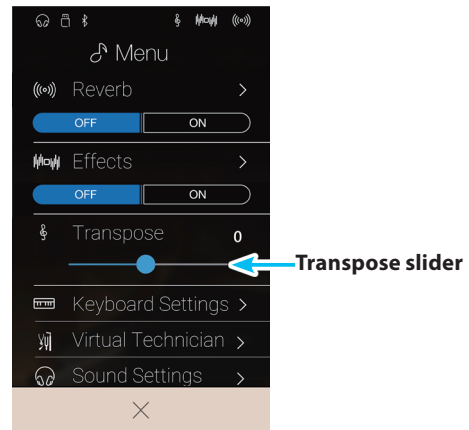 Menu
Reverb
OFF ON
Effects
OFF ON
Transpose 0
Transpose slider
Keyboard Settings
Virtual Technician
Sound Settings